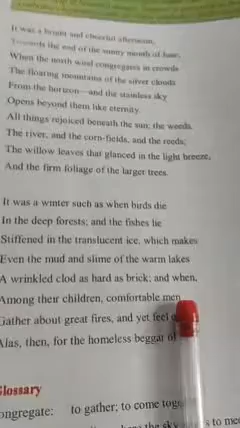 It was a bright and cheerful afternoon,
Towards the end of the sunny month of June,
When the north wind congregates in crowds
The floating mountains of the silver clouds
From the horizon—and the stainless sky
Opens beyond them like eternity.
All things rejoiced beneath the sun; the weeds,
The river, and the corn-fields, and the reeds;
The willow leaves that glanced in the light breeze,
And the firm foliage of the larger trees.
It was a winter such as when birds die
In the deep forests; and the fishes lie
Stiffened in the translucent ice, which makes
Even the mud and slime of the warm lakes
A wrinkled clod as hard as brick; and when,
Among their children, comfortable men
Gather about great fires, and yet feel
Alas, then, for the homeless beggar
Glossary
congregate: to gather; to come
the sky s to